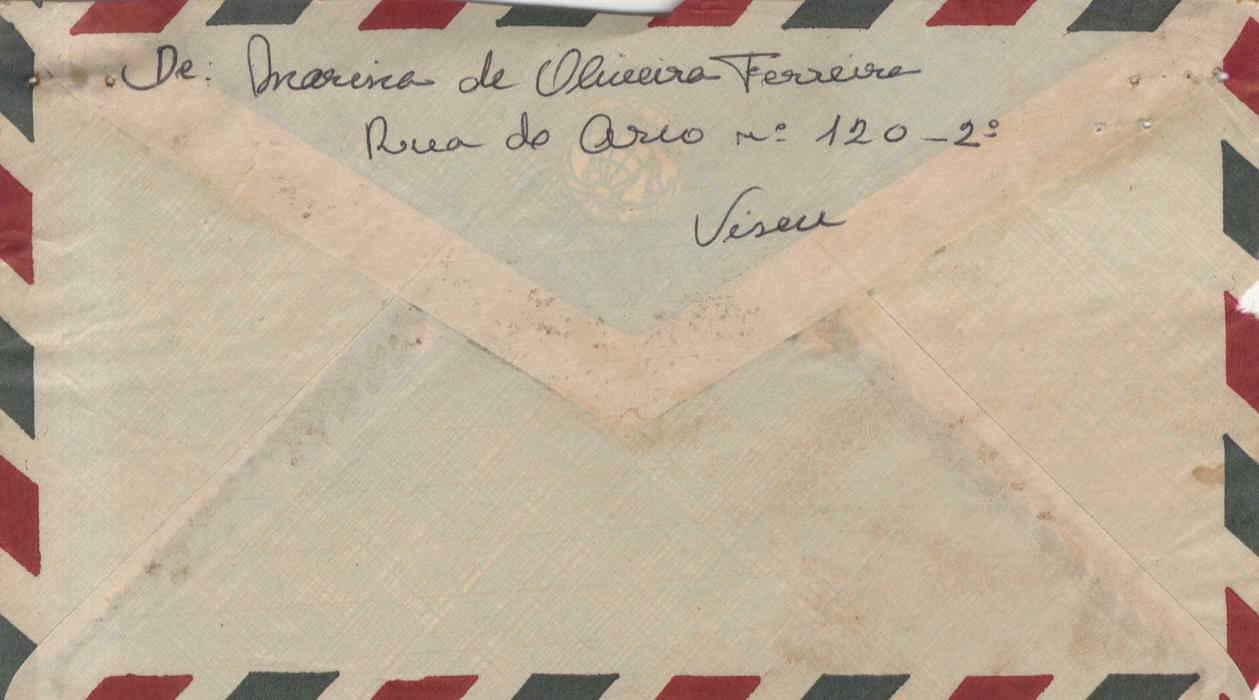 De: Marina de Oliveira Ferreira
Rua do Arco nº 120-2º
Viseu